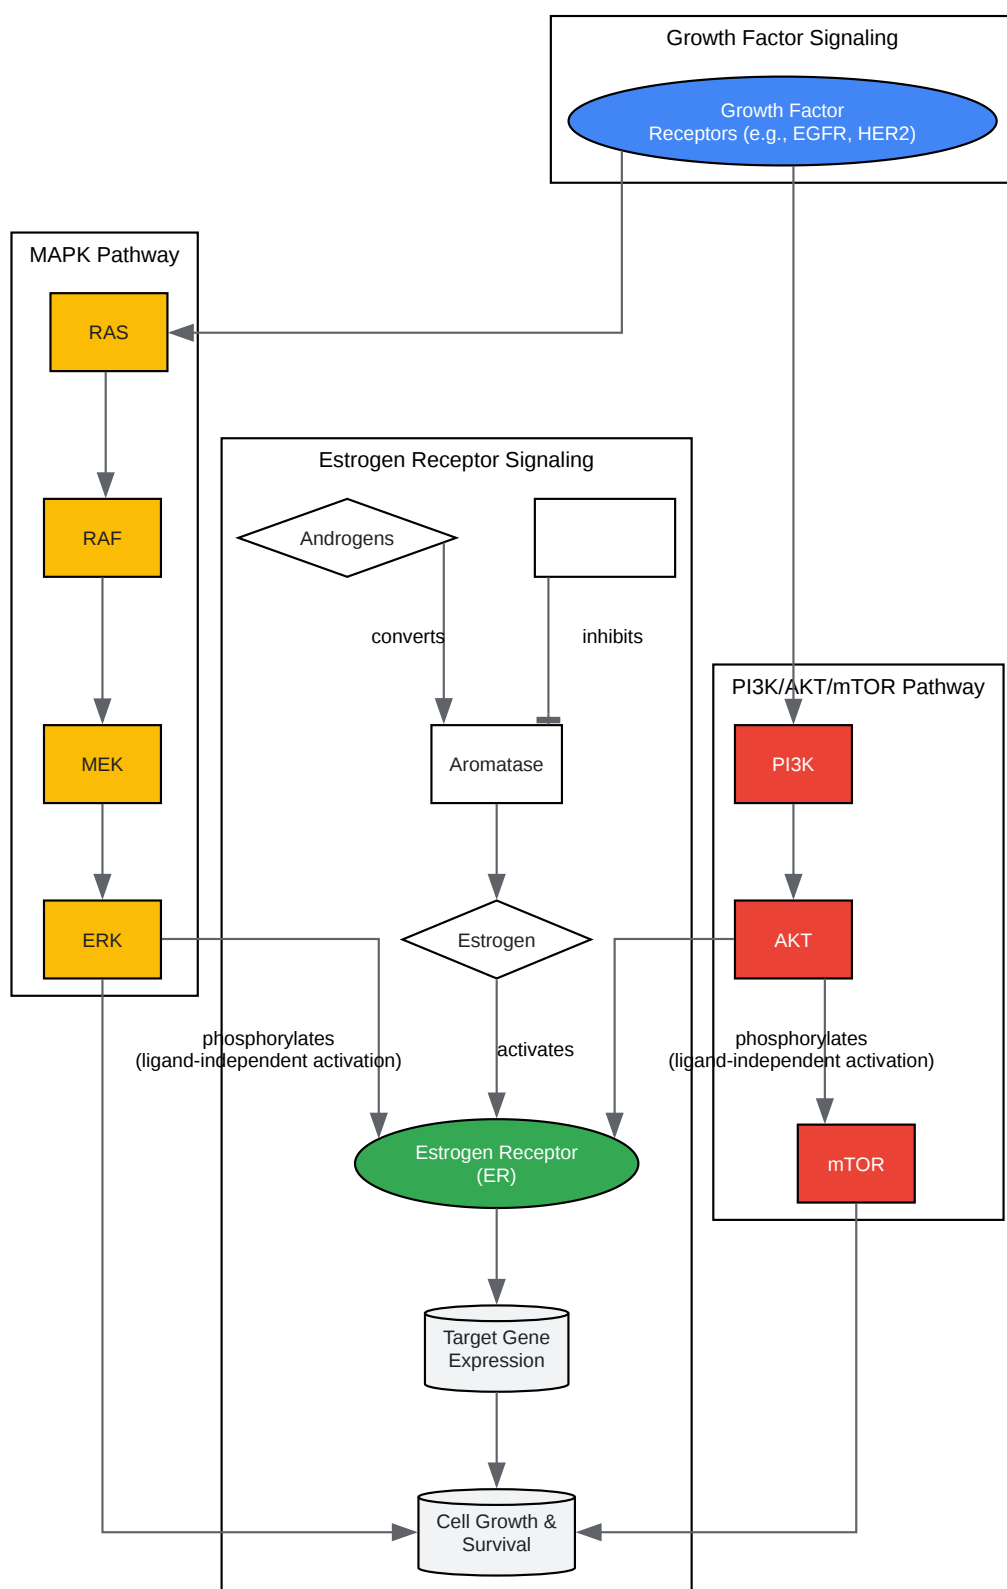 Growth Factor Signaling
Growth Factor
Receptors (e.g., EGFR, HER2)
MAPK Pathway
RAS
Estrogen Receptor Signaling
RAF
Androgens
converts
inhibits
PI3K/AKT/mTOR Pathway
MEK
Aromatase
PI3K
ERK
Estrogen
AKT
phosphorylates
(ligand-independent activation)
activates
phosphorylates
(ligand-independent activation)
Estrogen Receptor
(ER)
mTOR
Target Gene
Expression
Cell Growth &
Survival